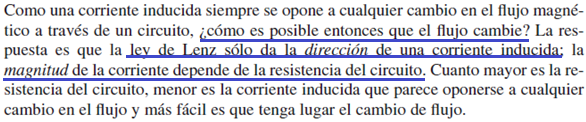 Como una corriente inducida siempre se opone a cualquier cambio en el flujo magné-
tico a través de un circuito, ¿cómo es posible entonces que el flujo cambie? La res-
puesta es que la ley de Lenz sólo da la dirección de una corriente inducida; la
magnitud de la corriente depende de la resistencia del circuito. Cuanto mayor es la re-
sistencia del circuito, menor es la corriente inducida que parece oponerse a cualquier
cambio en el flujo y más fácil es que tenga lugar el cambio de flujo.